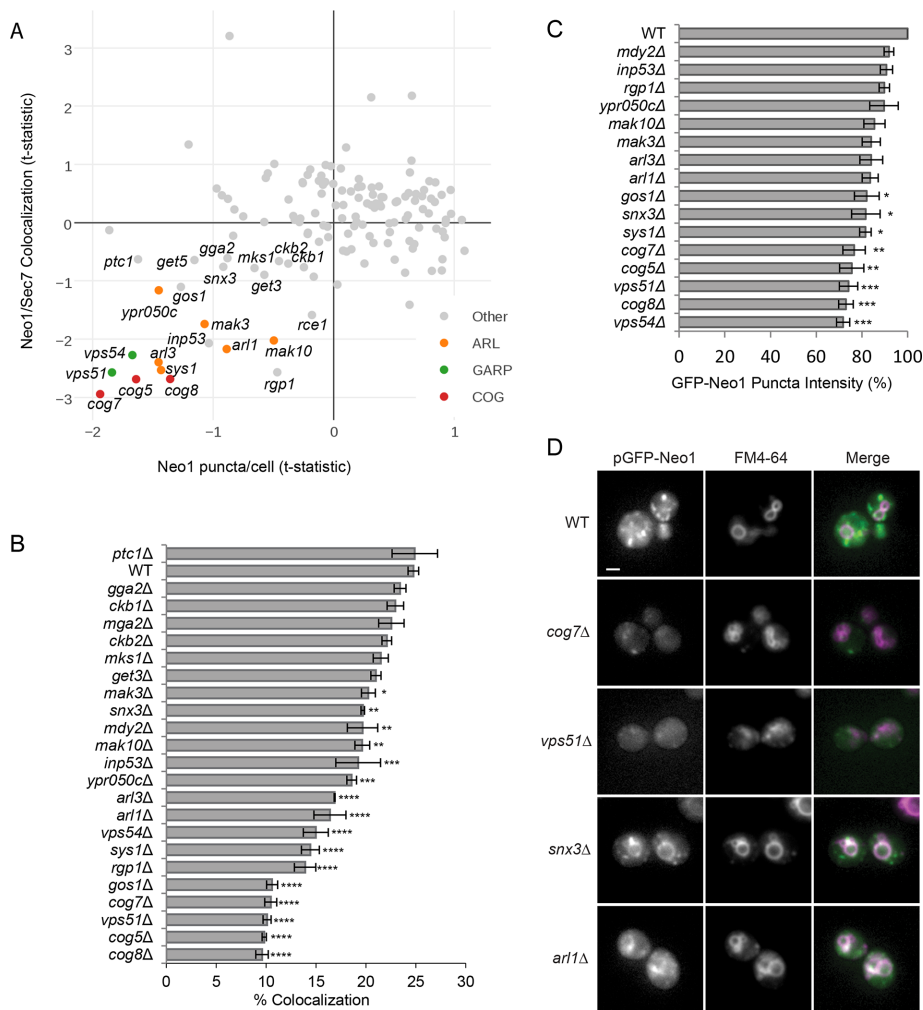 A
Neo1/Sec7 Colocalization (t-statistic)
3
2
1
0
−1
−2
−3
ptc1
get5
gga2
mks1
ckb2
ckb1
snx3
get3
gos1
ypr050c
mak3
rce1
inp53
arl1
mak10
vps54
arl3
sys1
rgp1
vps51
cog5
cog8
cog7
Other
ARL
GARP
COG
−2
−1
0
1
Neo1 puncta/cell (t-statistic)
B
ptc1Δ
WT
gga2Δ
ckb1Δ
mga2Δ
ckb2Δ
mks1Δ
get3Δ
mak3Δ *
snx3Δ **
mdy2Δ **
mak10Δ **
inp53Δ ***
ypr050cΔ ***
arl3Δ ****
arl1Δ ****
vps54Δ ****
sys1Δ ****
rgp1Δ ****
gos1Δ ****
cog7Δ ****
vps51Δ ****
cog5Δ ****
cog8Δ ****
0 5 10 15 20 25 30
% Colocalization
C
WT
mdy2Δ
inp53Δ
rgp1Δ
ypr050cΔ
mak10Δ
mak3Δ
arl3Δ
arl1Δ
gos1Δ *
snx3Δ *
sys1Δ *
cog7Δ **
cog5Δ **
vps51Δ ***
cog8Δ ***
vps54Δ ***
0 20 40 60 80 100
GFP-Neo1 Puncta Intensity (%)
D
pGFP-Neo1 FM4-64 Merge
WT
cog7Δ
vps51Δ
snx3Δ
arl1Δ